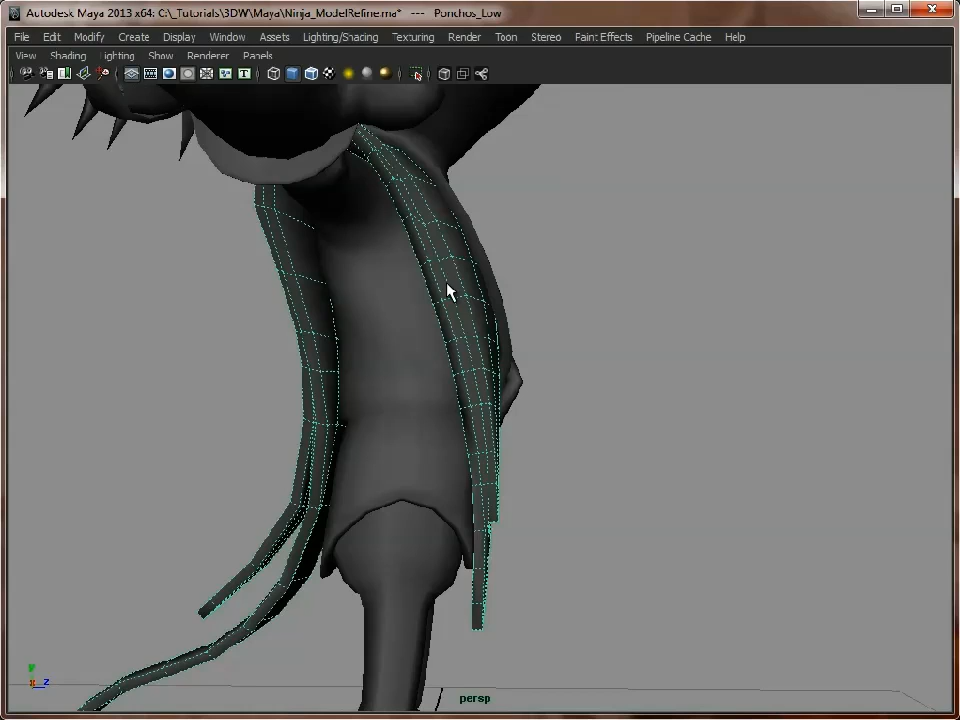 Autodesk Maya 2013 x64: C:\_Tutorials\3DW\Maya\Ninja_ModelRefine.ma* --- Ponchos_Low
File Edit Modify Create Display Window Assets Lighting/Shading Texturing Render Toon Stereo Paint Effects Pipeline Cache Help
View Shading Lighting Show Renderer Panels
y
x z
persp